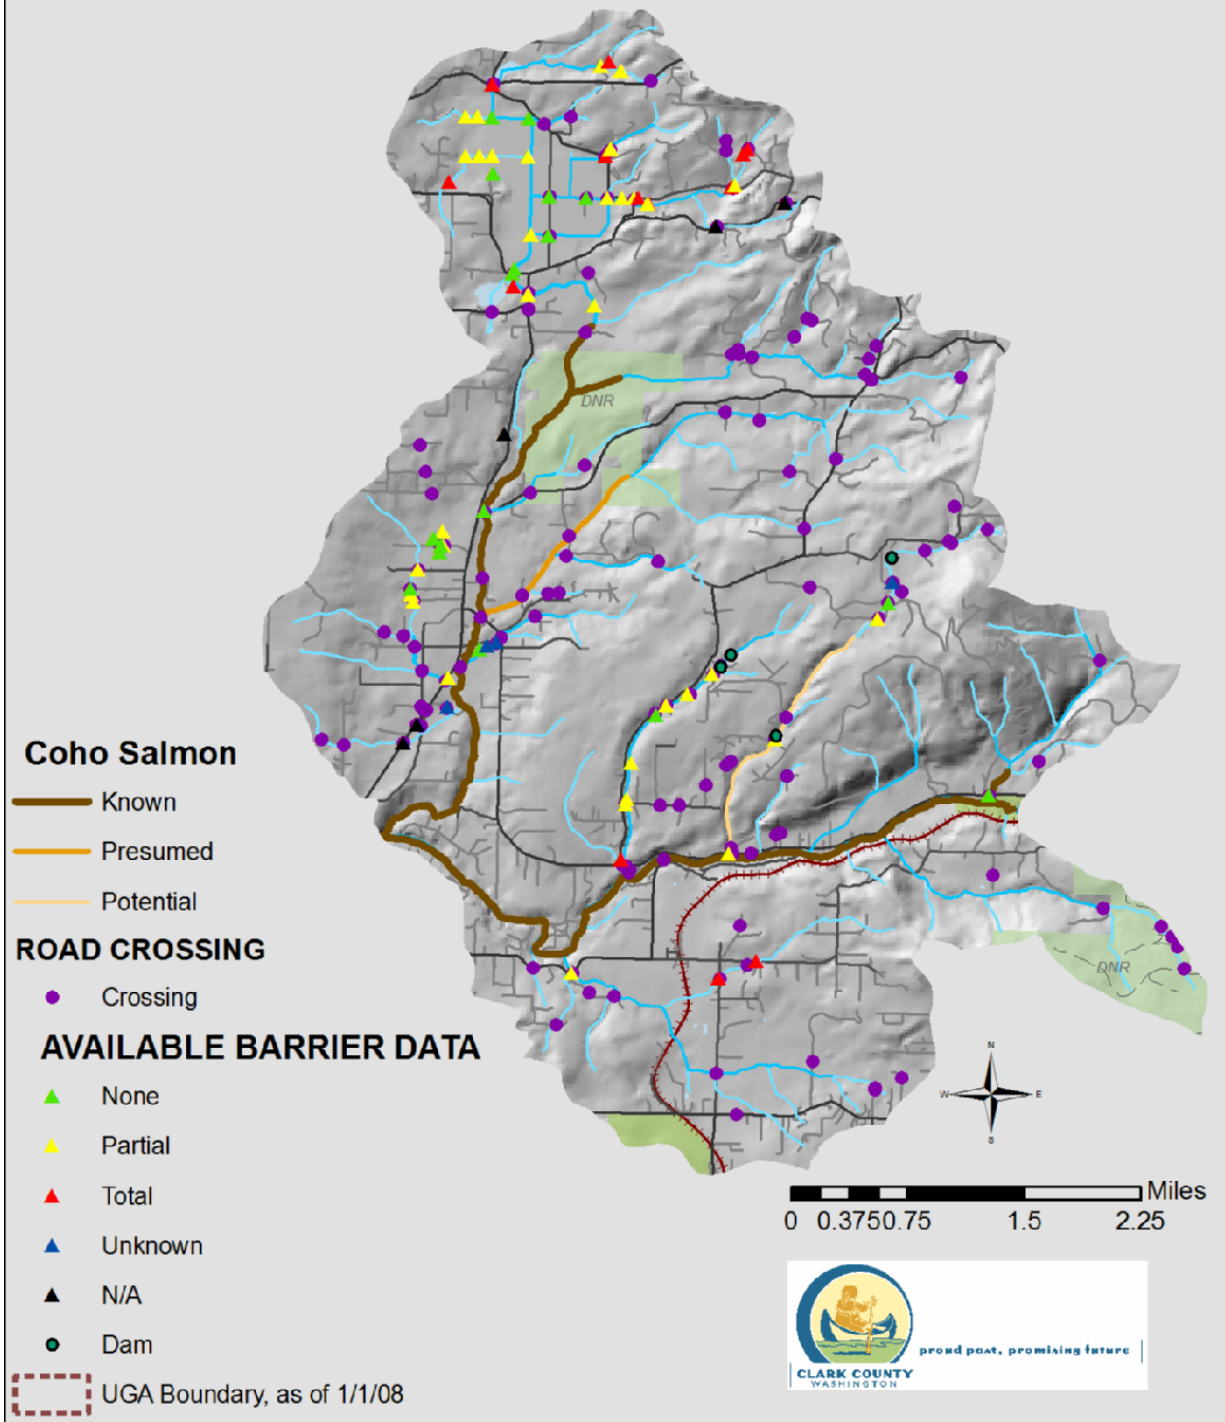 DNR
Coho Salmon
Known
Presumed
Potential
ROAD CROSSING
Crossing
AVAILABLE BARRIER DATA
None
Partial
Total
Unknown
N/A
Dam
UGA Boundary, as of 1/1/08
DNR
N
W E
S
Miles
0 0.375 0.75 1.5 2.25
proud past, promising future
CLARK COUNTY
WASHINGTON